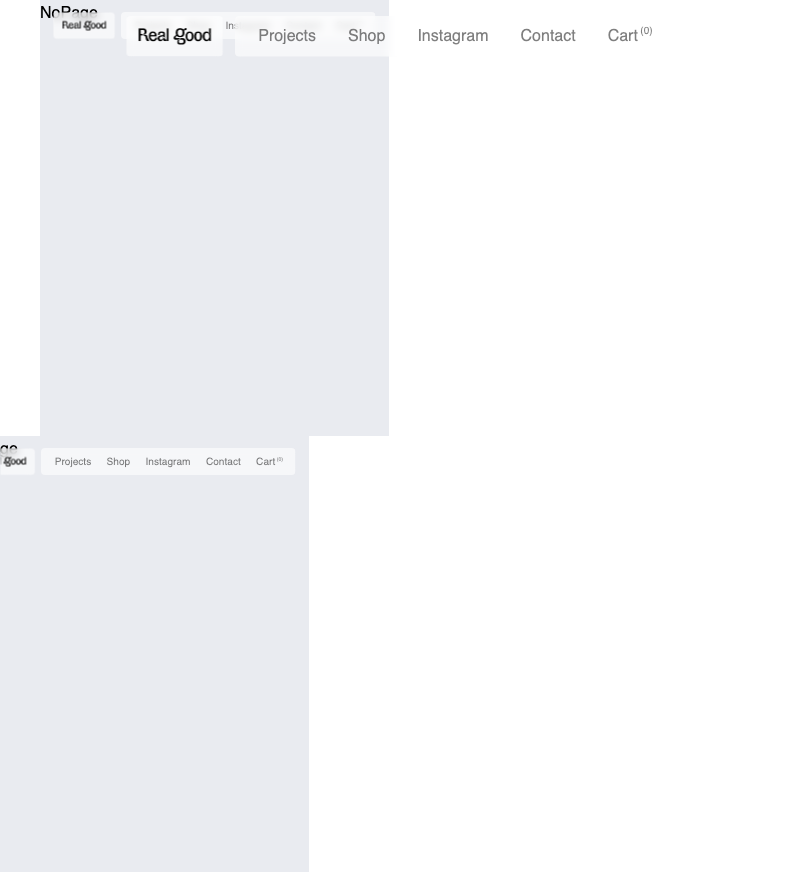 NoPage
Real good
Real good Projects Shop Instagram Contact Cart (0)
ge
good Projects Shop Instagram Contact Cart (0)